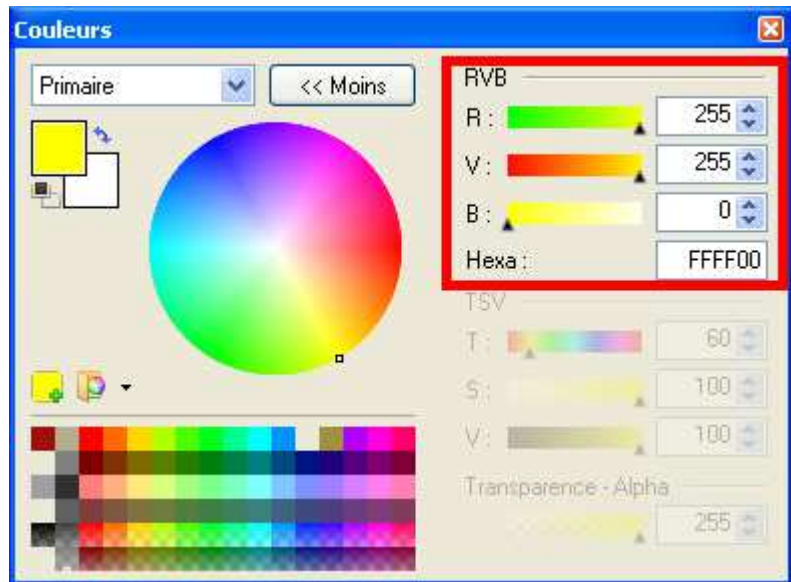 Couleurs
Primaire
<< Moins
RVB
R : 255
V : 255
B : 0
Hexa : FFFF00
TSV
T : 60
S : 100
V : 100
Transparence - Alpha
255